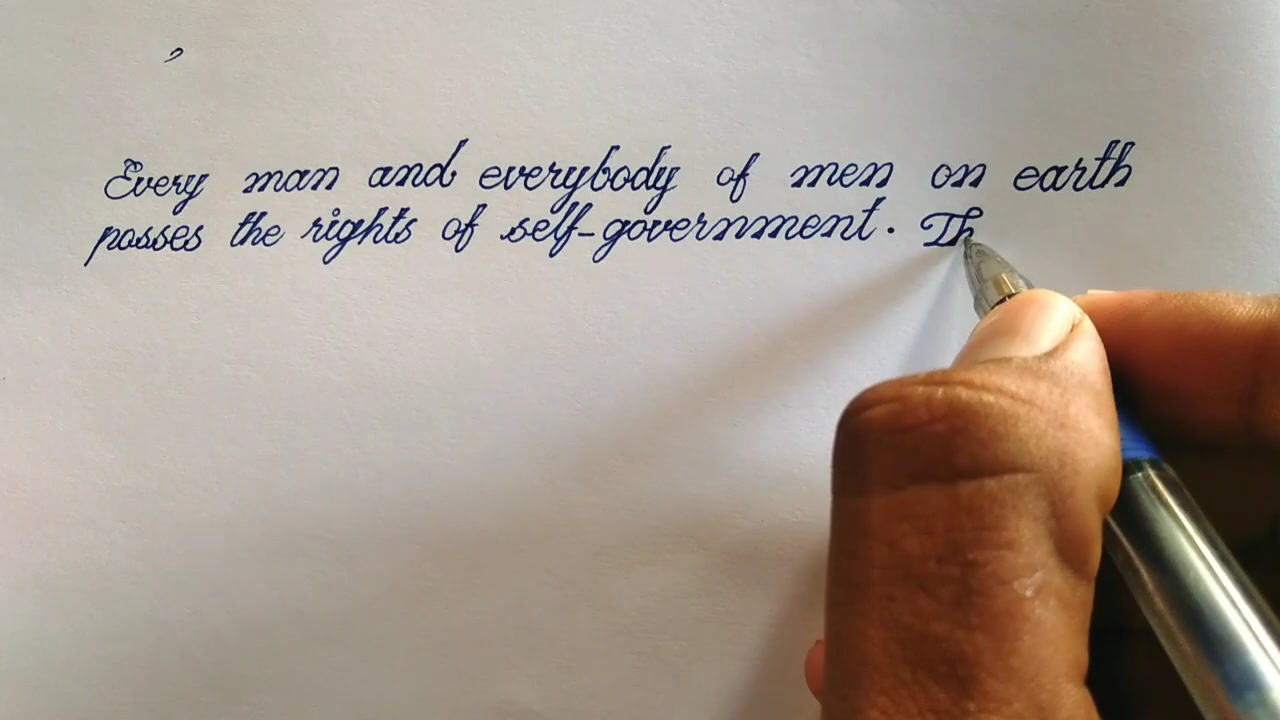 Every man and everybody of men on earth
posses the rights of self-government. Th